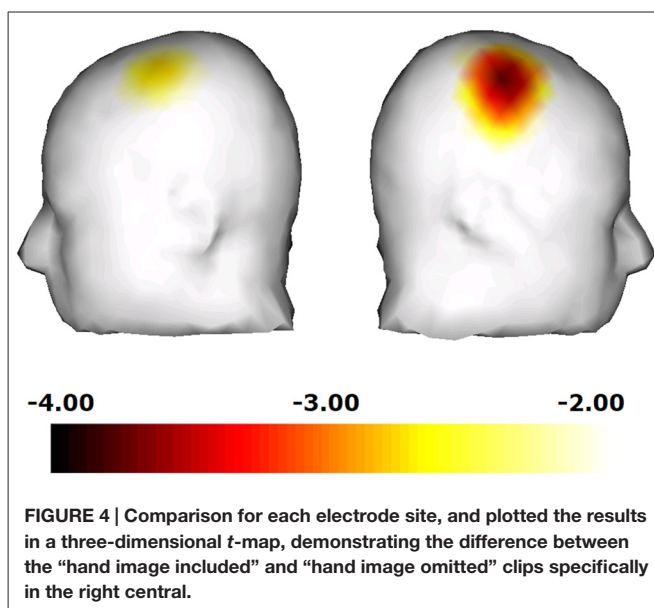 -4.00 -3.00 -2.00
FIGURE 4 | Comparison for each electrode site, and plotted the results
in a three-dimensional t-map, demonstrating the difference between
the “hand image included” and “hand image omitted” clips specifically
in the right central.